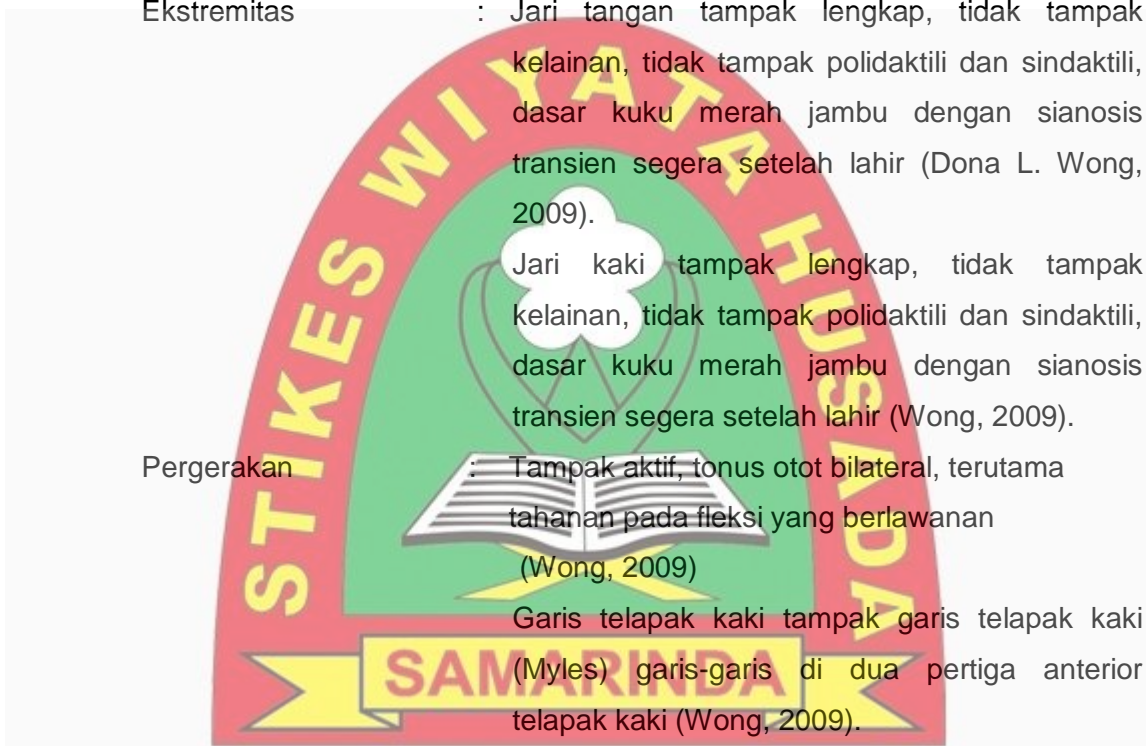 Ekstremitas : Jari tangan tampak lengkap, tidak tampak
kelainan, tidak tampak polidaktili dan sindaktili,
dasar kuku merah jambu dengan sianosis
transien segera setelah lahir (Dona L. Wong,
2009).
Jari kaki tampak lengkap, tidak tampak
kelainan, tidak tampak polidaktili dan sindaktili,
dasar kuku merah jambu dengan sianosis
transien segera setelah lahir (Wong, 2009).
Pergerakan : Tampak aktif, tonus otot bilateral, terutama
tahanan pada fleksi yang berlawanan
(Wong, 2009)
Garis telapak kaki tampak garis telapak kaki
(Myles) garis-garis di dua pertiga anterior
telapak kaki (Wong, 2009).
STIKES WIYATA HUSADA
SAMARINDA